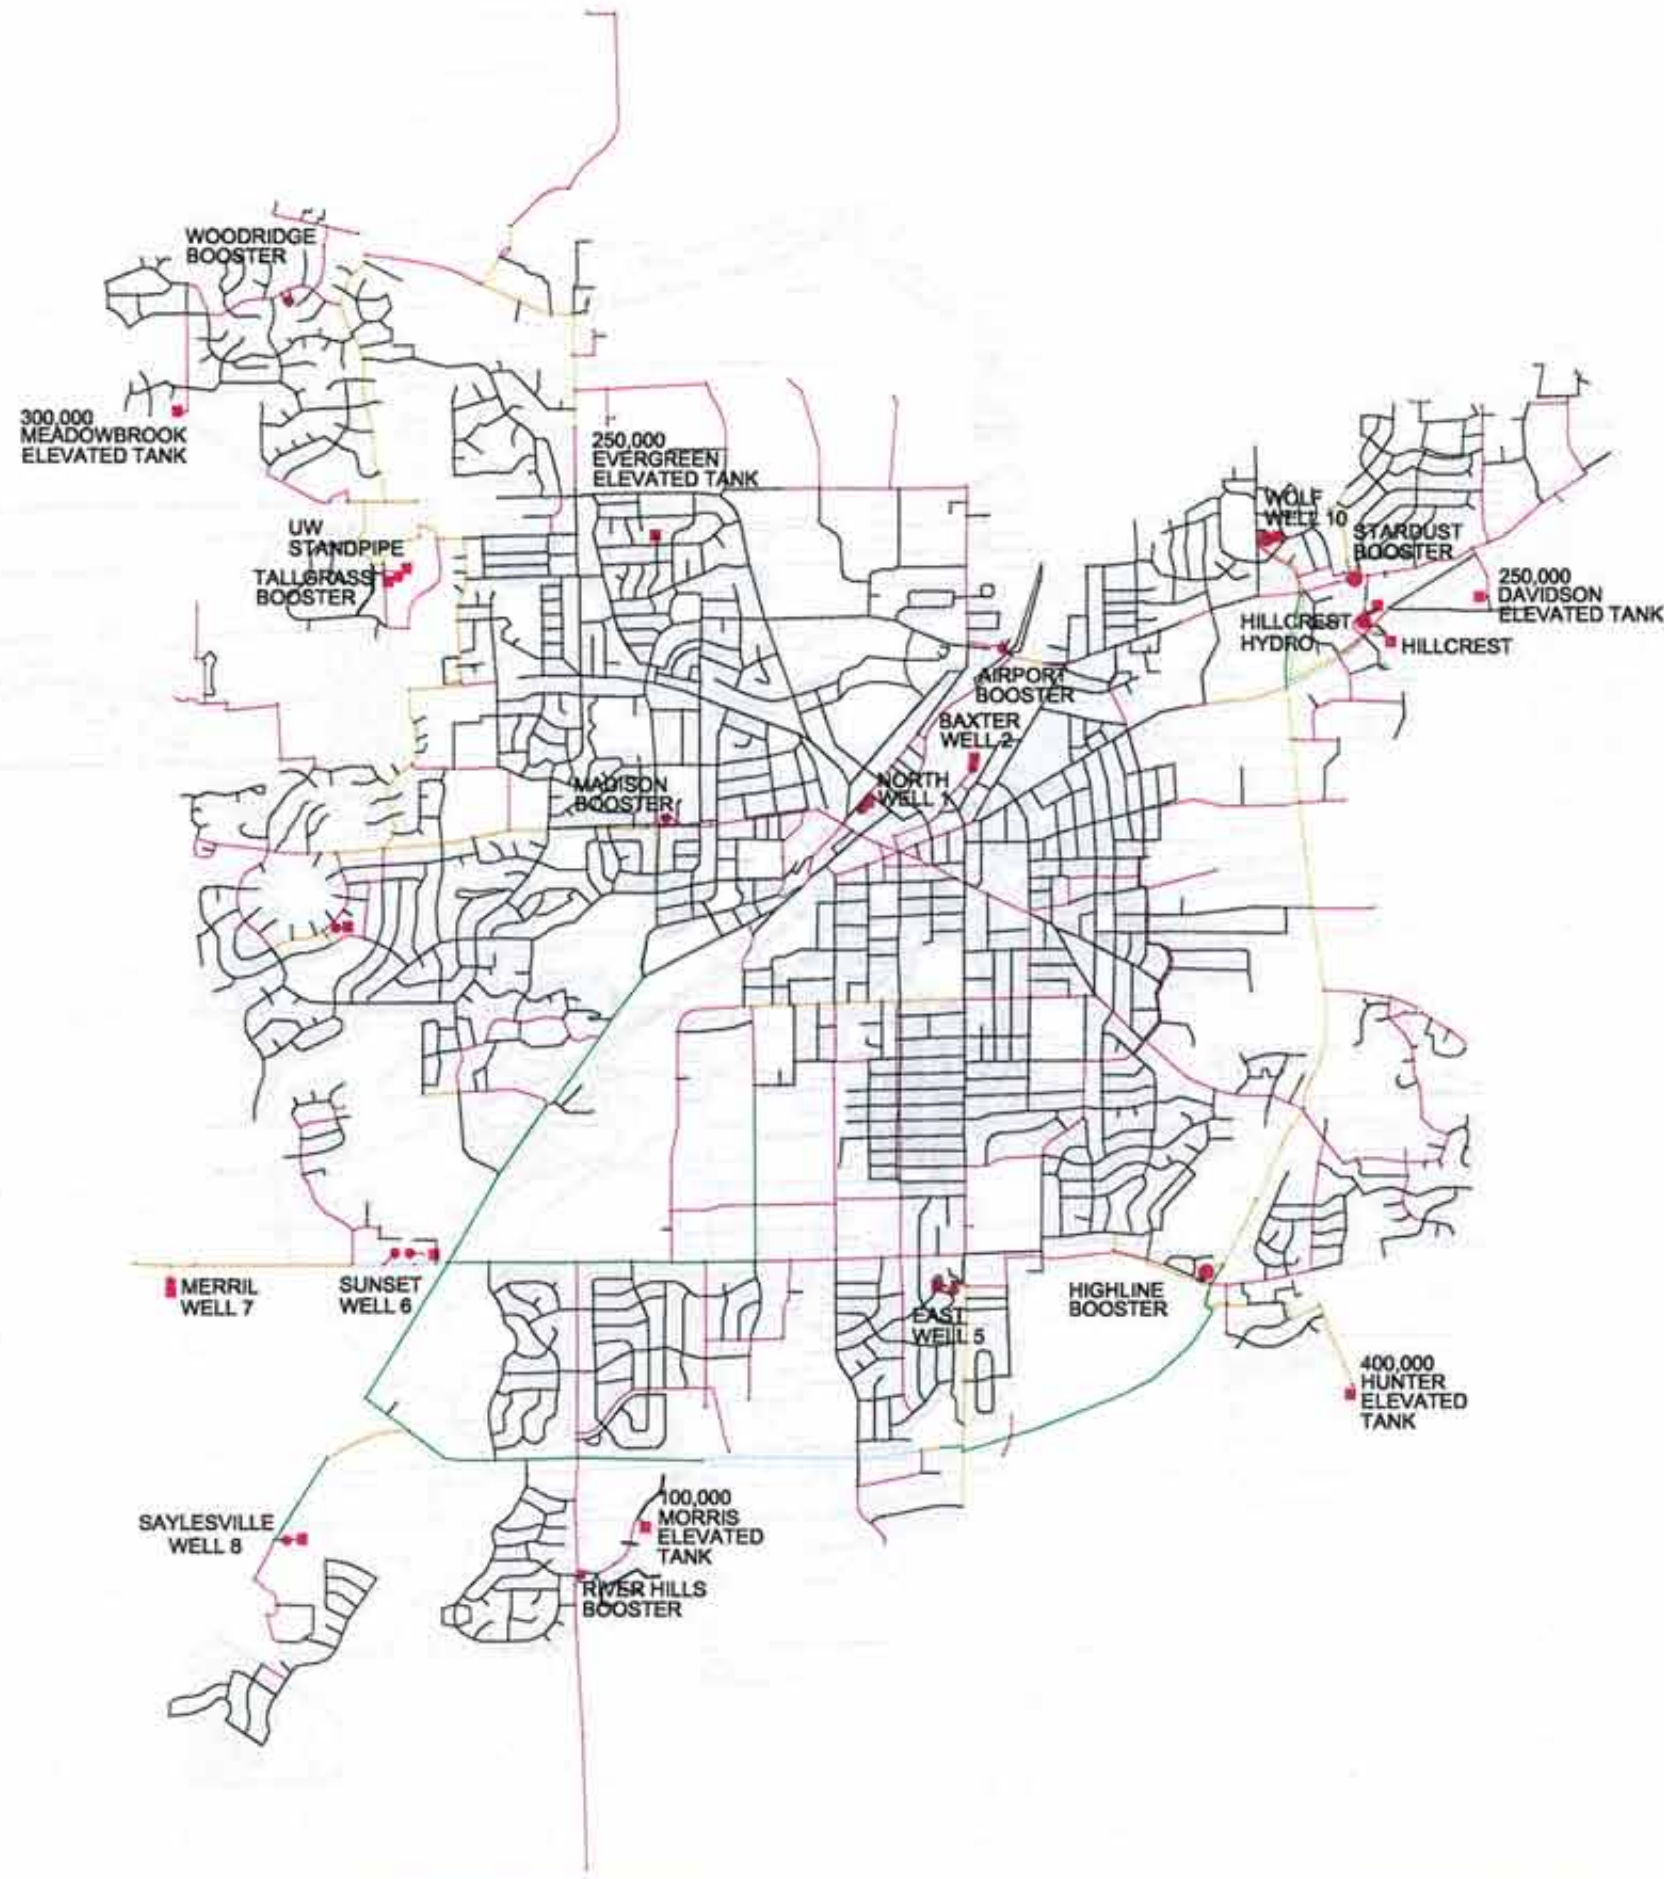 WOODRIDGE
BOOSTER
300,000
MEADOWBROOK
ELEVATED TANK
250,000
EVERGREEN
ELEVATED TANK
UW
STANDPIPE
TALLGRASS
BOOSTER
WOLF
WELL 10
STARDUST
BOOSTER
250,000
DAVIDSON
ELEVATED TANK
HILLCREST
HYDRO
HILLCREST
AIRPORT
BOOSTER
BAXTER
WELL 2
MADISON
BOOSTER
NORTH
WELL 1
MERRIL
WELL 7
SUNSET
WELL 6
EAST
WELL 5
HIGHLINE
BOOSTER
400,000
HUNTER
ELEVATED
TANK
SAYLESVILLE
WELL 8
100,000
MORRIS
ELEVATED
TANK
RIVER HILLS
BOOSTER